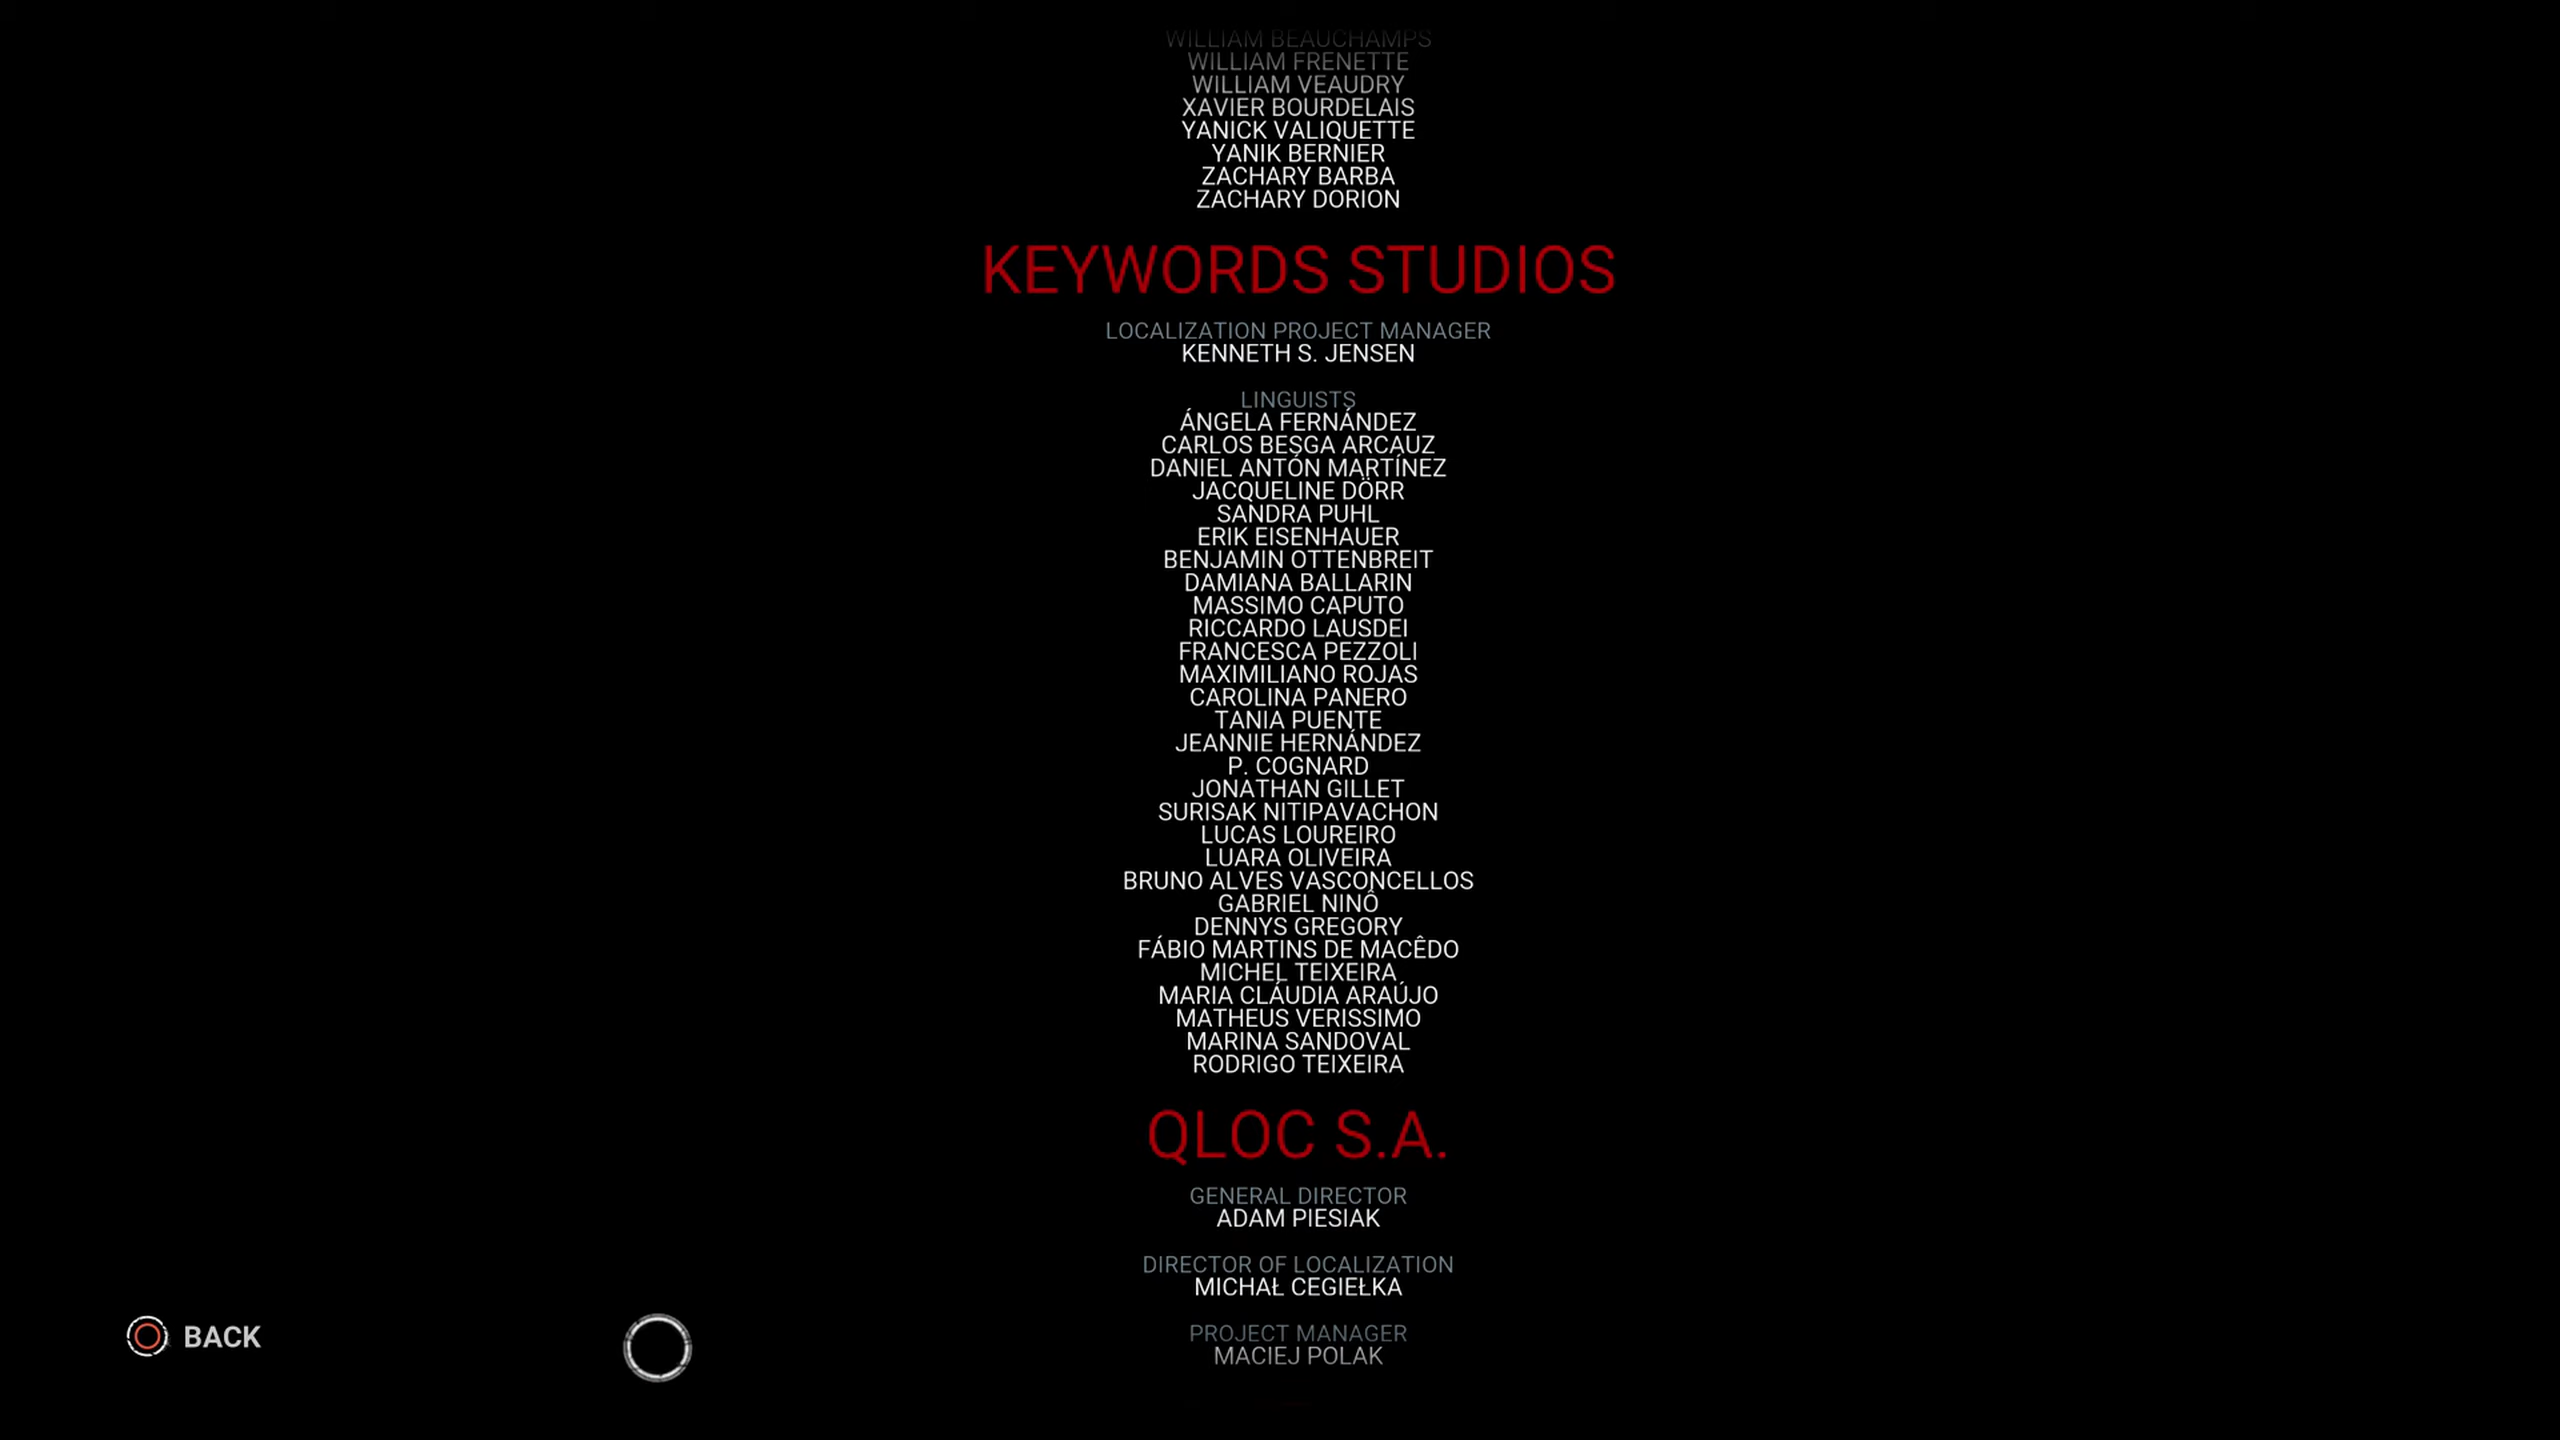 WILLIAM BEAUCHAMPS
WILLIAM FRENETTE
WILLIAM VEAUDRY
XAVIER BOURDELAIS
YANICK VALIQUETTE
YANIK BERNIER
ZACHARY BARBA
ZACHARY DORION
KEYWORDS STUDIOS
LOCALIZATION PROJECT MANAGER
KENNETH S. JENSEN
LINGUISTS
ÁNGELA FERNÁNDEZ
CARLOS BESGA ARCAUZ
DANIEL ANTÓN MARTÍNEZ
JACQUELINE DÖRR
SANDRA PUHL
ERIK EISENHAUER
BENJAMIN OTTENBREIT
DAMIANA BALLARIN
MASSIMO CAPUTO
RICCARDO LAUSDEI
FRANCESCA PEZZOLI
MAXIMILIANO ROJAS
CAROLINA PANERO
TANIA PUENTE
JEANNIE HERNÁNDEZ
P. COGNARD
JONATHAN GILLET
SURISAK NITIPAVACHON
LUCAS LOUREIRO
LUARA OLIVEIRA
BRUNO ALVES VASCONCELLOS
GABRIEL NINÔ
DENNYS GREGORY
FÁBIO MARTINS DE MACÊDO
MICHEL TEIXEIRA
MARIA CLÁUDIA ARAÚJO
MATHEUS VERISSIMO
MARINA SANDOVAL
RODRIGO TEIXEIRA
QLOC S.A.
GENERAL DIRECTOR
ADAM PIESIAK
DIRECTOR OF LOCALIZATION
MICHAŁ CEGIEŁKA
PROJECT MANAGER
MACIEJ POLAK
BACK